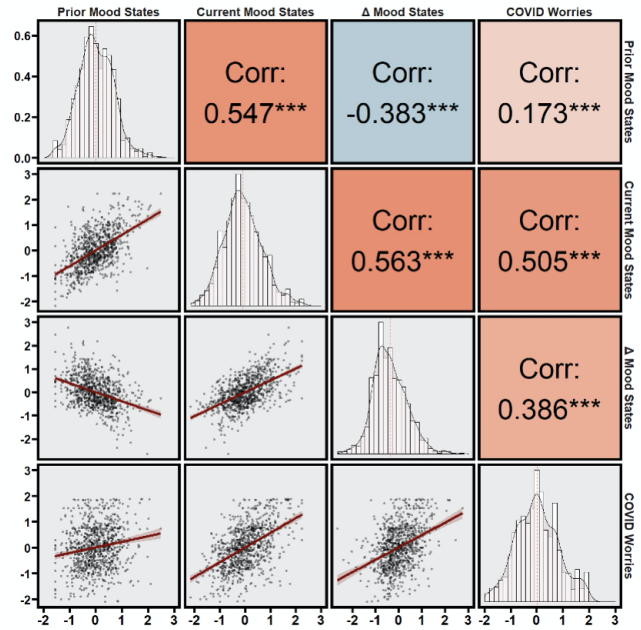 Prior Mood States Current Mood States Δ Mood States COVID Worries
0.6
0.4
0.2
0.0
Corr:
0.547***
Corr:
-0.383***
Corr:
0.173***
Prior Mood States
3
2
1
0
-1
-2
Corr:
0.563***
Corr:
0.505***
Current Mood States
3
2
1
0
-1
-2
Corr:
0.386***
Δ Mood States
3
2
1
0
-1
-2
COVID Worries
-2 -1 0 1 2 3 -2 -1 0 1 2 3 -2 -1 0 1 2 3 -2 -1 0 1 2 3